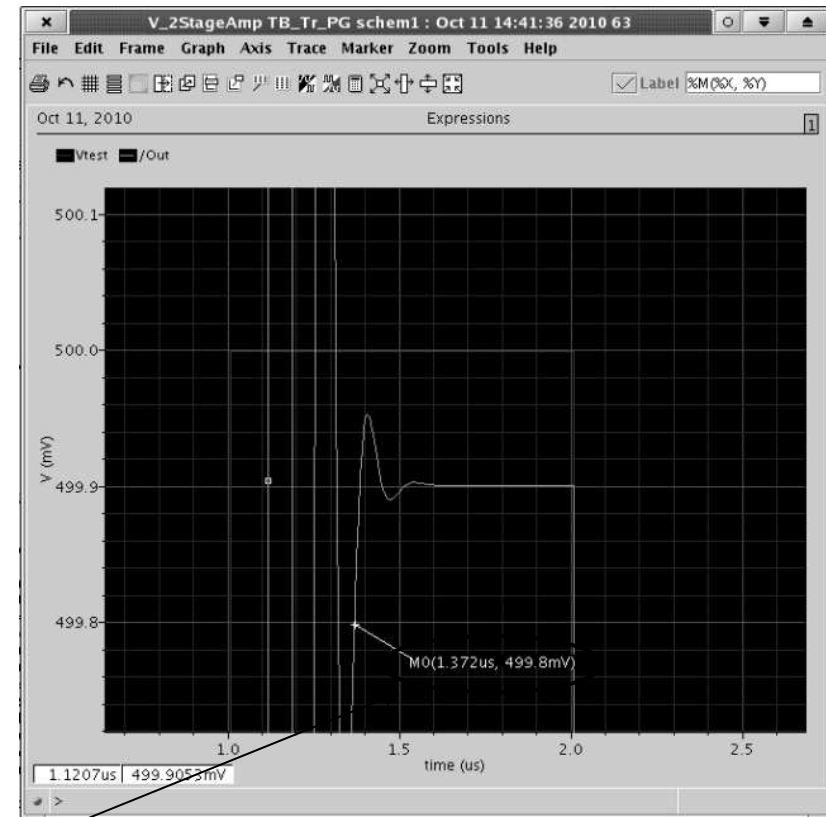 V_2StageAmp TB_Tr_PG schem1 : Oct 11 14:41:36 2010 63
File Edit Frame Graph Axis Trace Marker Zoom Tools Help
Label %M(%X, %Y)
Oct 11, 2010 Expressions 1
Vtest /Out
500.1
500.0
V (mV)
499.9
499.8
M0(1.372us, 499.8mV)
1.0 1.5 2.0 2.5
time (us)
1.1207us 499.9053mV
>